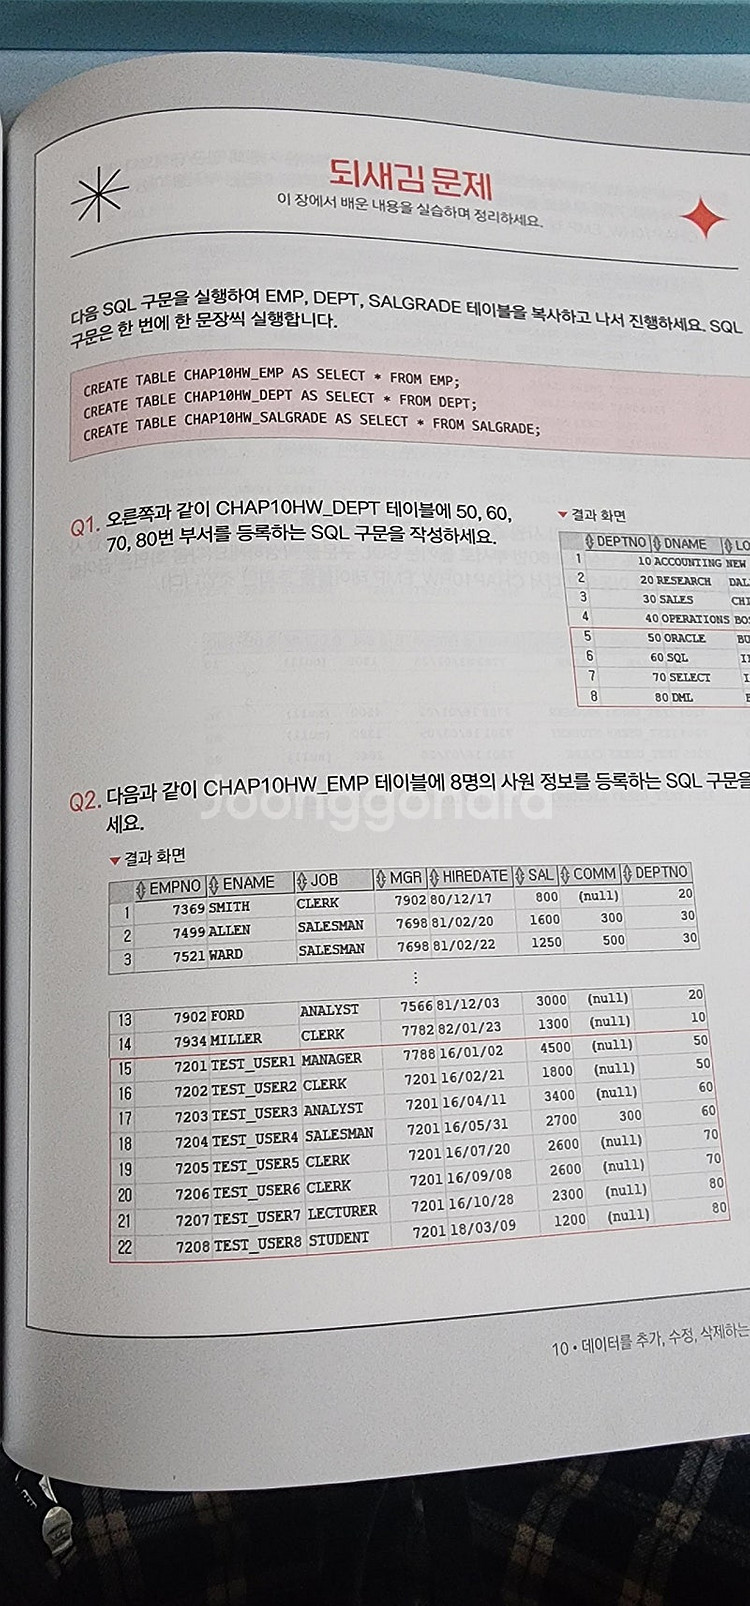 되새김 문제
이 장에서 배운 내용을 실습하며 정리하세요.
다음 SQL 구문을 실행하여 EMP, DEPT, SALGRADE 테이블을 복사하고 나서 진행하세요. SQL
구문은 한 번에 한 문장씩 실행합니다.
CREATE TABLE CHAP10HW_EMP AS SELECT * FROM EMP;
CREATE TABLE CHAP10HW_DEPT AS SELECT * FROM DEPT;
CREATE TABLE CHAP10HW_SALGRADE AS SELECT * FROM SALGRADE;
Q1. 오른쪽과 같이 CHAP10HW_DEPT 테이블에 50, 60,
70, 80번 부서를 등록하는 SQL 구문을 작성하세요.
▼ 결과 화면
DEPTNO DNAME LO
1 10 ACCOUNTING NEW
2 20 RESEARCH DAL
3 30 SALES CHI
4 40 OPERATIONS BOS
5 50 ORACLE BU
6 60 SQL
7 70 SELECT
8 80 DML
Q2. 다음과 같이 CHAP10HW_EMP 테이블에 8명의 사원 정보를 등록하는 SQL 구문을
세요.
Joonggonara
▼ 결과 화면
EMPNO ENAME JOB MGR HIREDATE SAL COMM DEPTNO
1 7369 SMITH CLERK 7902 80/12/17 800 (null) 20
2 7499 ALLEN SALESMAN 7698 81/02/20 1600 300 30
3 7521 WARD SALESMAN 7698 81/02/22 1250 500 30
⋮
13 7902 FORD ANALYST 7566 81/12/03 3000 (null) 20
14 7934 MILLER CLERK 7782 82/01/23 1300 (null) 10
15 7201 TEST_USER1 MANAGER 7788 16/01/02 4500 (null) 50
16 7202 TEST_USER2 CLERK 7201 16/02/21 1800 (null) 50
17 7203 TEST_USER3 ANALYST 7201 16/04/11 3400 (null) 60
18 7204 TEST_USER4 SALESMAN 7201 16/05/31 2700 300 60
19 7205 TEST_USER5 CLERK 7201 16/07/20 2600 (null) 70
20 7206 TEST_USER6 CLERK 7201 16/09/08 2600 (null) 70
21 7207 TEST_USER7 LECTURER 7201 16/10/28 2300 (null) 80
22 7208 TEST_USER8 STUDENT 7201 18/03/09 1200 (null) 80
10 • 데이터를 추가, 수정, 삭제하는